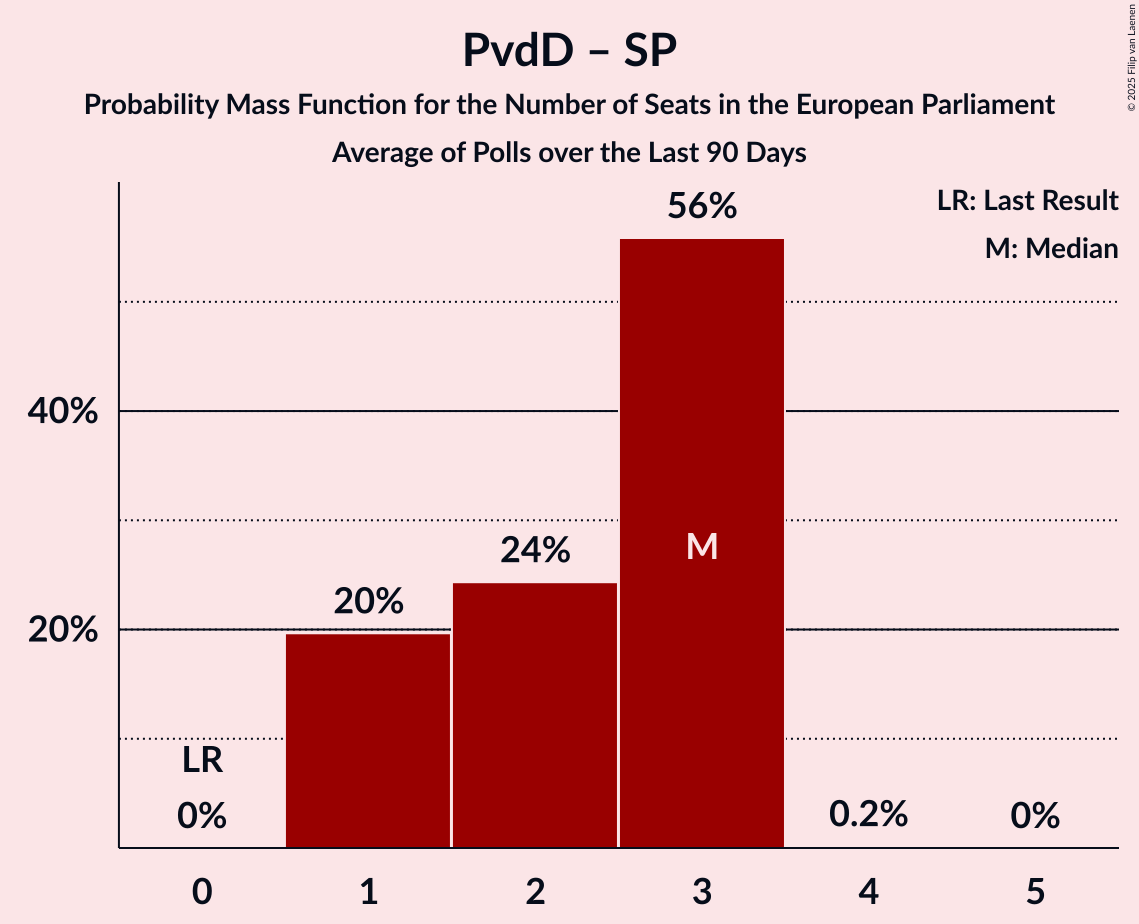 PvdD – SP
Probability Mass Function for the Number of Seats in the European Parliament
Average of Polls over the Last 90 Days
© 2025 Filip van Laenen
LR: Last Result
M: Median
56%
40%
M
24%
20%
20%
LR
0%
0.2%
0%
0 1 2 3 4 5